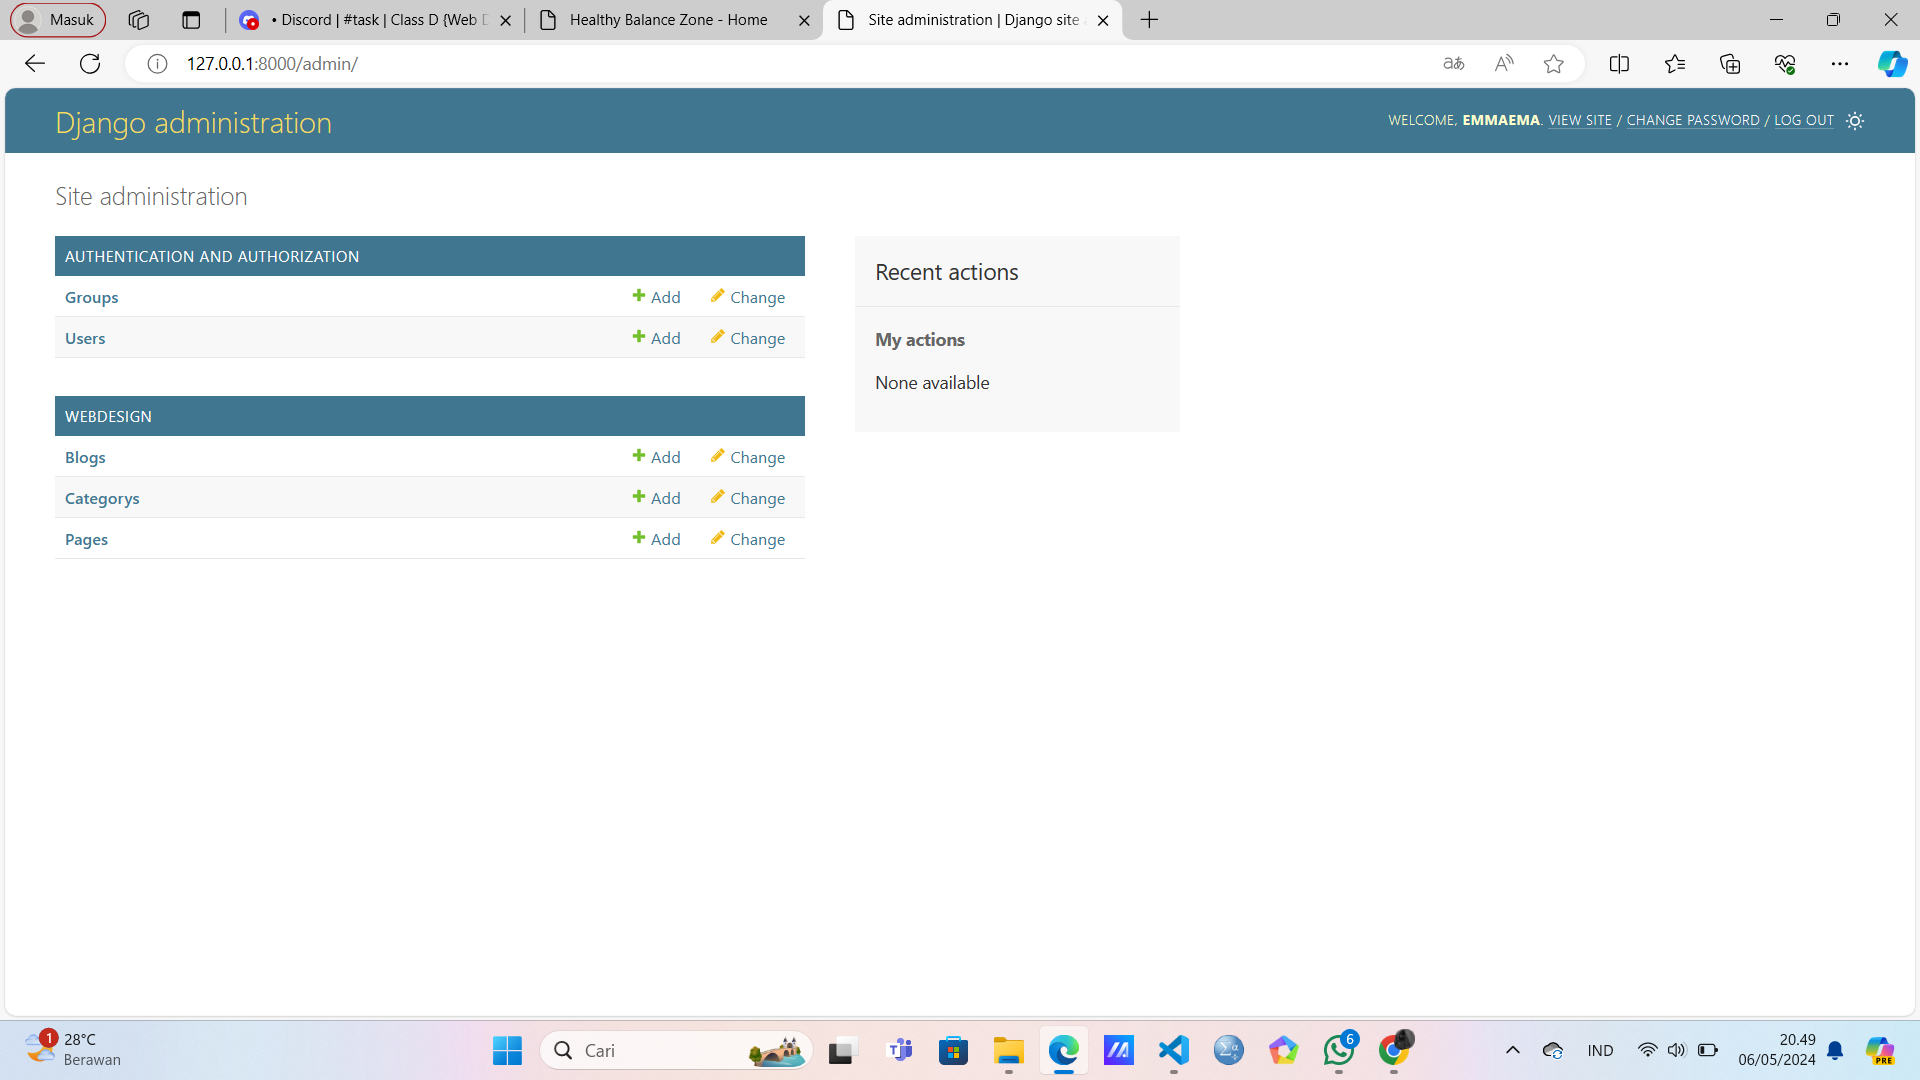 Masuk
• Discord | #task | Class D {Web D
Healthy Balance Zone - Home
Site administration | Django site
127.0.0.1:8000/admin/
Django administration
WELCOME, EMMAEMA. VIEW SITE / CHANGE PASSWORD / LOG OUT
Site administration
AUTHENTICATION AND AUTHORIZATION
Groups Add Change
Users Add Change
WEBDESIGN
Blogs Add Change
Categorys Add Change
Pages Add Change
Recent actions
My actions
None available
1
28°C
Berawan
Cari
6
IND
20.49
06/05/2024
PRE